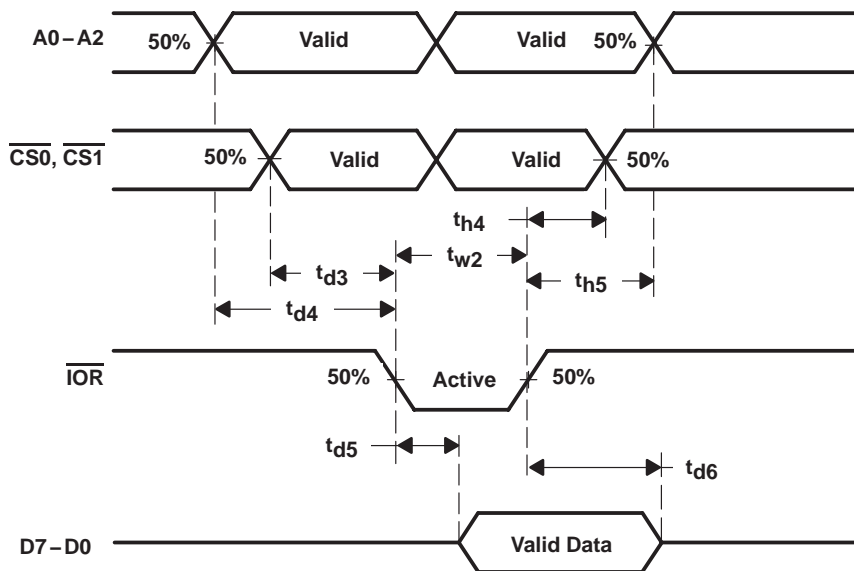 A0–A2
50%
Valid
Valid
50%
CS0, CS1
50%
Valid
Valid
50%
th4
td3
tw2
th5
td4
IOR
50%
Active
50%
td5
td6
D7–D0
Valid Data